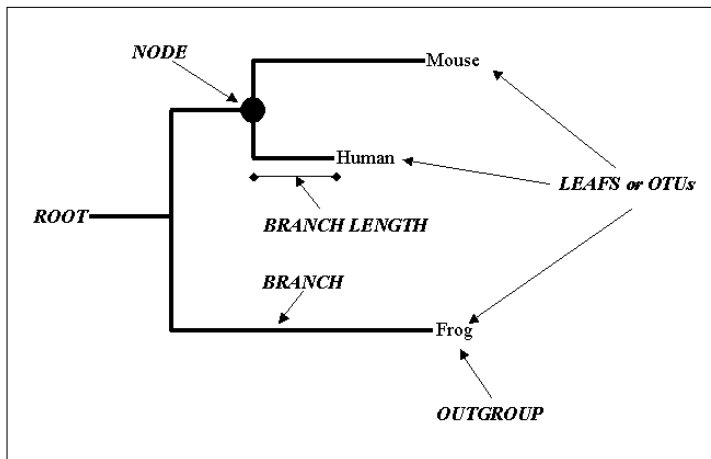 NODE
Mouse
Human
LEAFS or OTUs
ROOT
BRANCH LENGTH
BRANCH
Frog
OUTGROUP